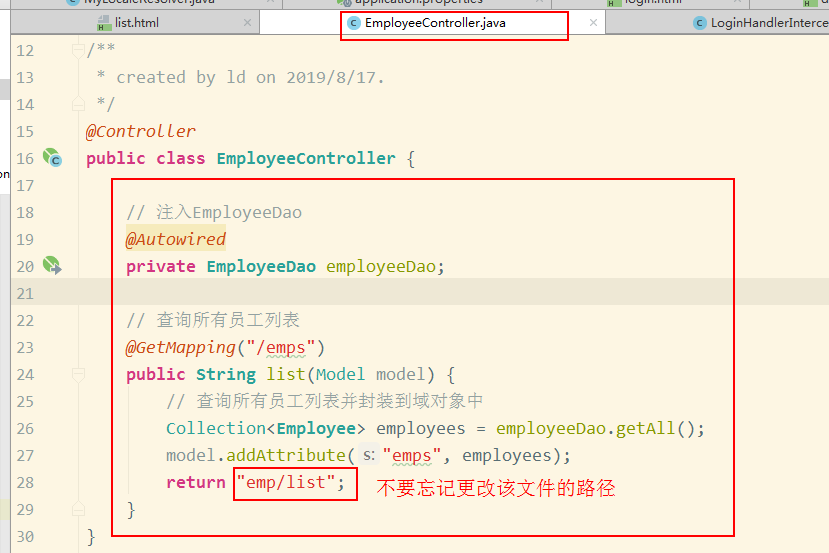 MyLocaleResolver.java application.properties login.html
list.html EmployeeController.java LoginHandlerInterce
12 /**
13 * created by ld on 2019/8/17.
14 */
15 @Controller
16 public class EmployeeController {
17
18 // 注入EmployeeDao
19 @Autowired
20 private EmployeeDao employeeDao;
21
22 // 查询所有员工列表
23 @GetMapping("/emps")
24 public String list(Model model) {
25 // 查询所有员工列表并封装到域对象中
26 Collection<Employee> employees = employeeDao.getAll();
27 model.addAttribute( s: "emps", employees);
28 return "emp/list"; 不要忘记更改该文件的路径
29 }
30 }